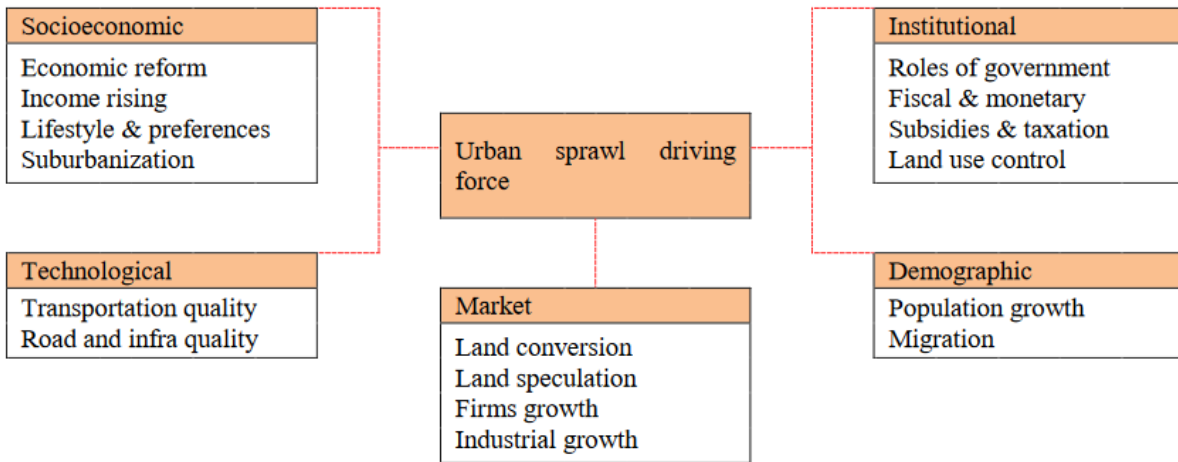 Socioeconomic
Economic reform
Income rising
Lifestyle & preferences
Suburbanization
Institutional
Roles of government
Fiscal & monetary
Subsidies & taxation
Land use control
Urban sprawl driving
force
Technological
Transportation quality
Road and infra quality
Market
Land conversion
Land speculation
Firms growth
Industrial growth
Demographic
Population growth
Migration